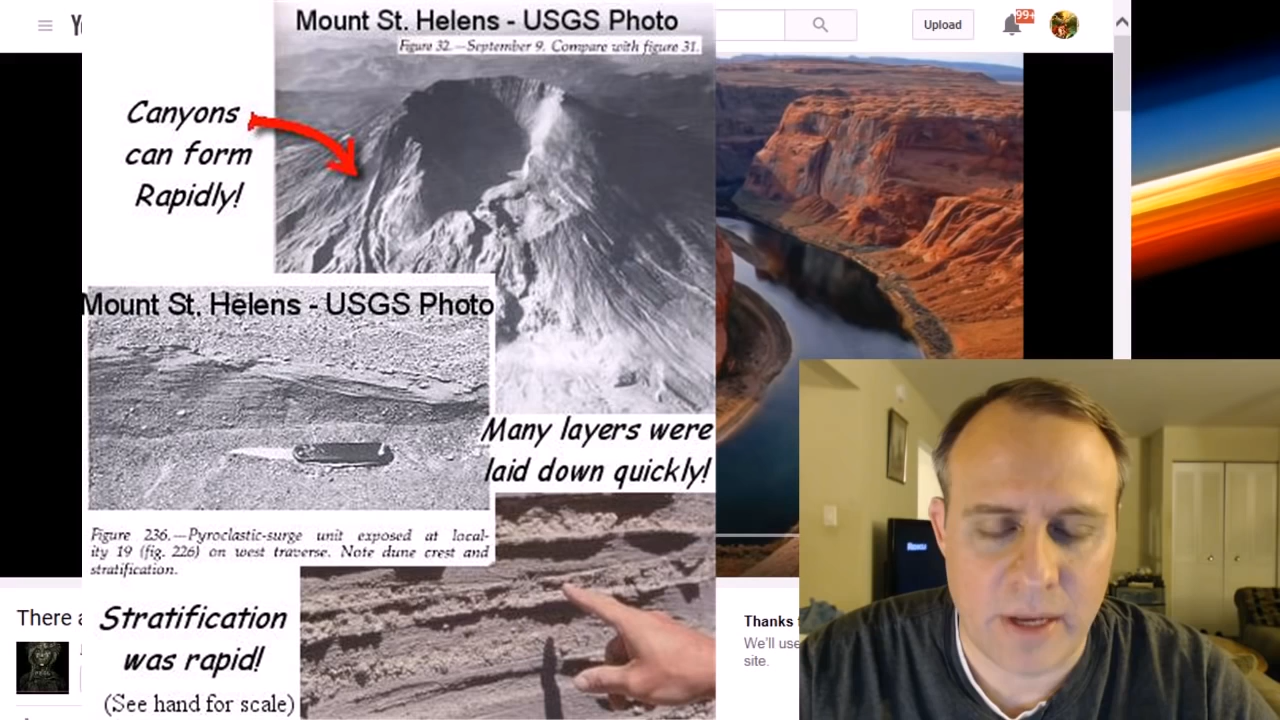 Mount St. Helens - USGS Photo
Figure 32.—September 9. Compare with figure 31.
Upload
99+
Canyons
can form
Rapidly!
Mount St. Helens - USGS Photo
Many layers were
laid down quickly!
Figure 236.—Pyroclastic-surge unit exposed at local-
ity 19 (fig. 226) on west traverse. Note dune crest and
stratification.
Stratification
was rapid!
(See hand for scale)
There
Thanks
We'll use
site.